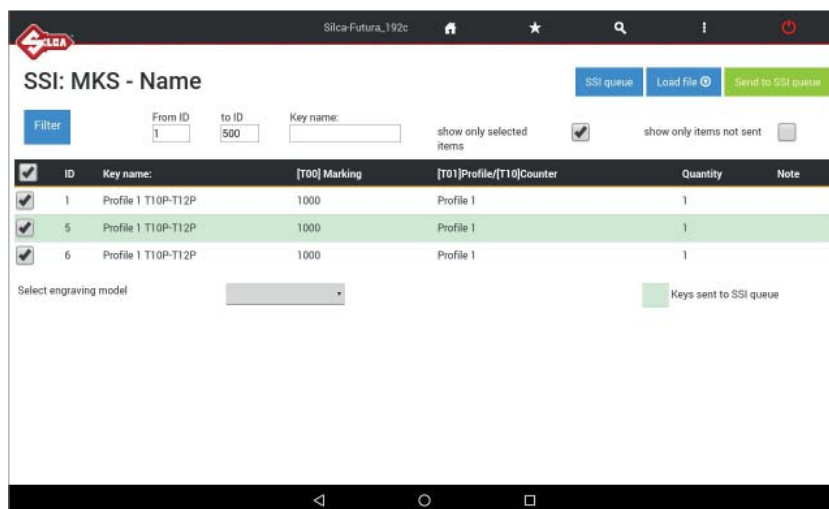 SILCA
Silca-Futura_192c
SSI: MKS - Name
SSI queue
Load file
Send to SSI queue
Filter
From ID
1
to ID
500
Key name:
show only selected
items
show only items not sent
ID Key name: [T00] Marking [T01]Profile/[T10]Counter Quantity Note
1 Profile 1 T10P-T12P 1000 Profile 1 1
5 Profile 1 T10P-T12P 1000 Profile 1 1
6 Profile 1 T10P-T12P 1000 Profile 1 1
Select engraving model
Keys sent to SSI queue